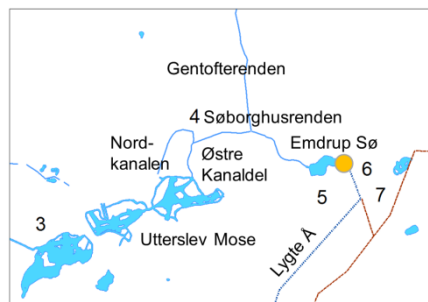 Gentofterenden
4 Søborghusrenden
Nord-
kanalen
Østre
Kanaldel
Emdrup Sø
6
5
7
3
Utterslev Mose
Lygte Å